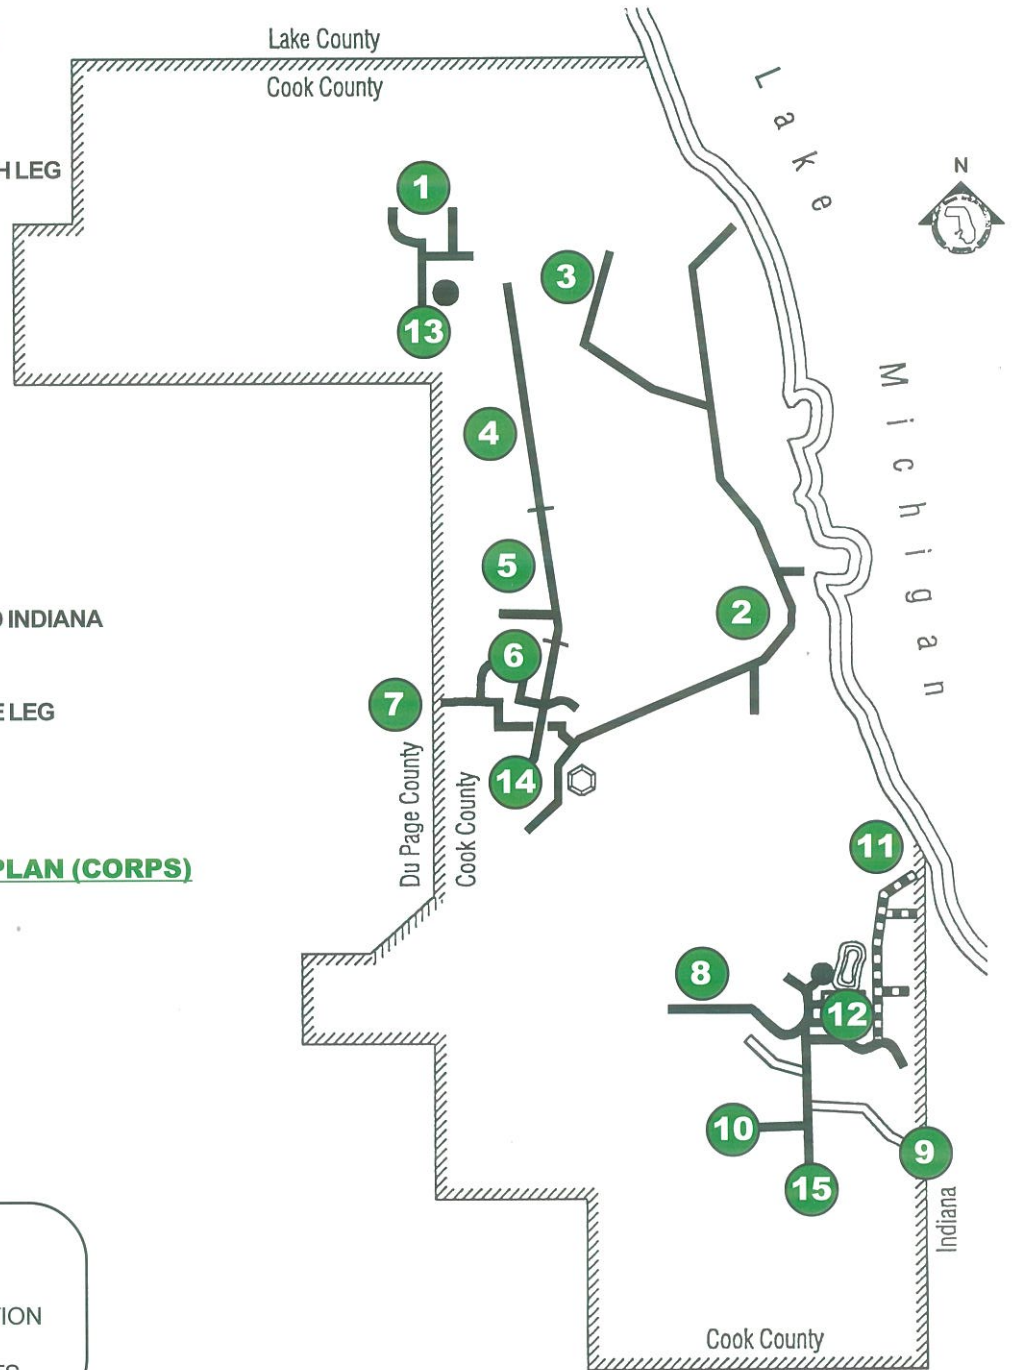 Lake County
Cook County
Lake
Michigan
N
H LEG
1
3
13
4
5
O INDIANA
2
6
7
E LEG
14
Du Page County
Cook County
11
PLAN (CORPS)
8
12
10
9
15
Indiana
TION
Cook County